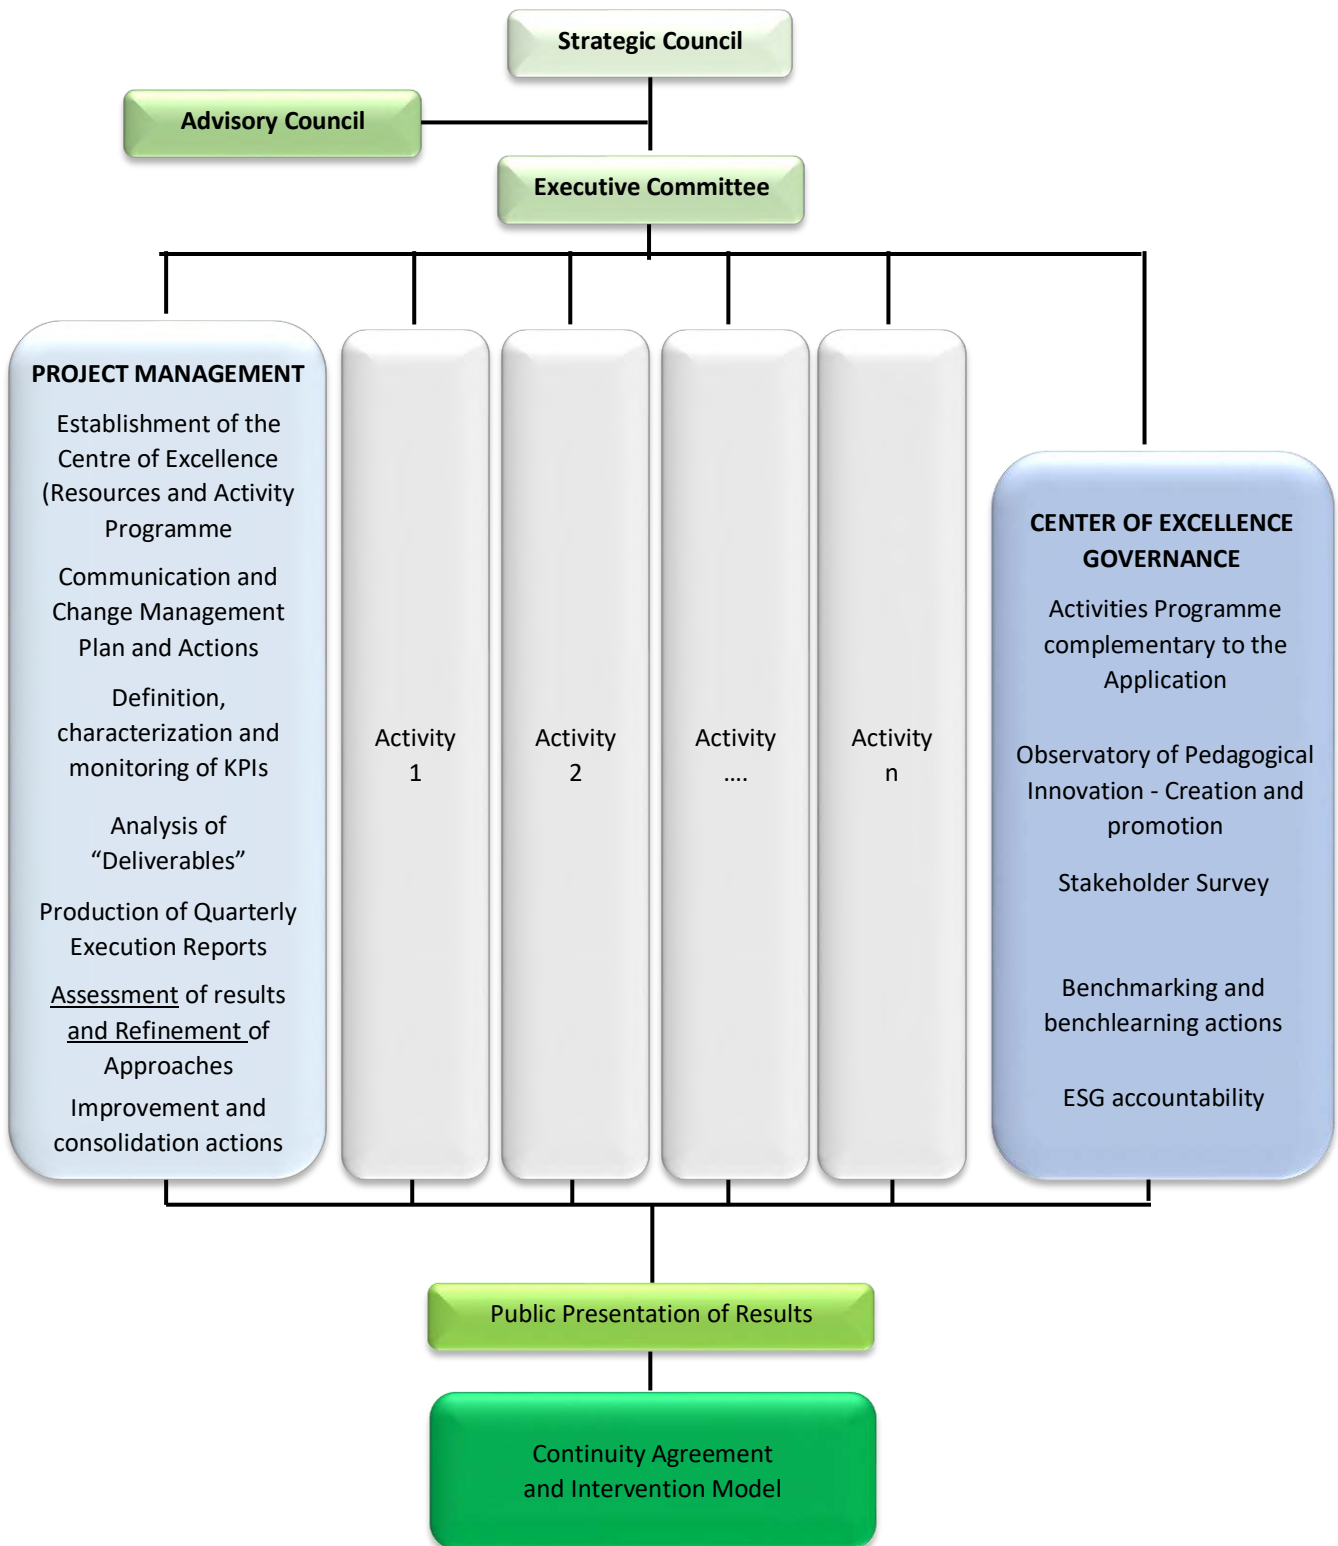 Strategic Council
Advisory Council
Executive Committee
PROJECT MANAGEMENT
Establishment of the
Centre of Excellence
(Resources and Activity
Programme
Communication and
Change Management
Plan and Actions
Definition,
characterization and
monitoring of KPIs
Analysis of
“Deliverables”
Production of Quarterly
Execution Reports
Assessment of results
and Refinement of
Approaches
Improvement and
consolidation actions
Activity
1
Activity
2
Activity
....
Activity
n
CENTER OF EXCELLENCE
GOVERNANCE
Activities Programme
complementary to the
Application
Observatory of Pedagogical
Innovation - Creation and
promotion
Stakeholder Survey
Benchmarking and
benchlearning actions
ESG accountability
Public Presentation of Results
Continuity Agreement
and Intervention Model